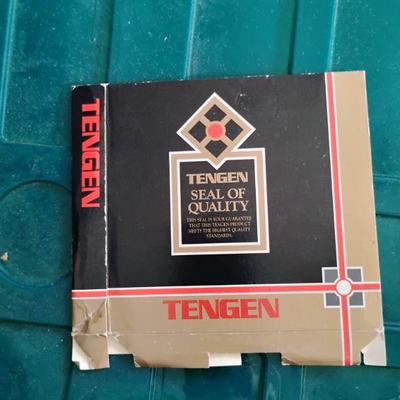 TENGEN
TENGEN
SEAL OF
QUALITY
THIS SEAL IS YOUR GUARANTEE
THAT THIS TENGEN PRODUCT
MEETS THE HIGHEST QUALITY
STANDARDS.
TENGEN